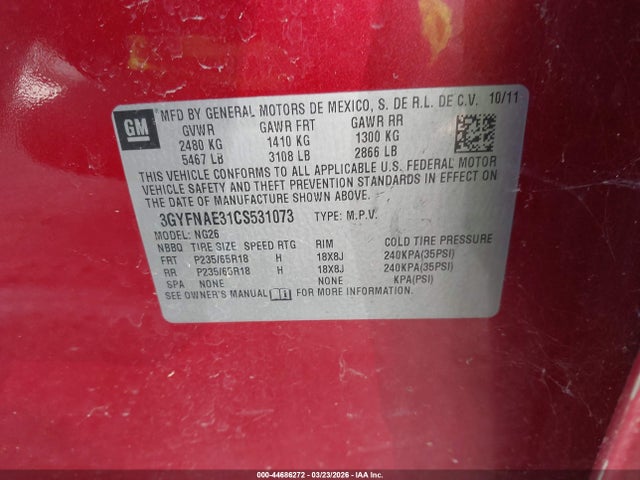 GM
MFD BY GENERAL MOTORS DE MEXICO, S. DE R.L. DE C.V. 10/11
GVWR GAWR FRT GAWR RR
2480 KG 1410 KG 1300 KG
5467 LB 3108 LB 2866 LB
THIS VEHICLE CONFORMS TO ALL APPLICABLE U.S. FEDERAL MOTOR
VEHICLE SAFETY AND THEFT PREVENTION STANDARDS IN EFFECT ON
THE DATE OF MANUFACTURE SHOWN ABOVE.
3GYFNAE31CS531073 TYPE: M.P.V.
MODEL: NG26
NBBQ TIRE SIZE SPEED RTG RIM COLD TIRE PRESSURE
FRT P235/65R18 H 18X8J 240KPA(35PSI)
RR P235/65R18 H 18X8J 240KPA(35PSI)
SPA NONE NONE KPA(PSI)
SEE OWNER'S MANUAL FOR MORE INFORMATION.
000-44686272 - 03/23/2026 - IAA Inc.